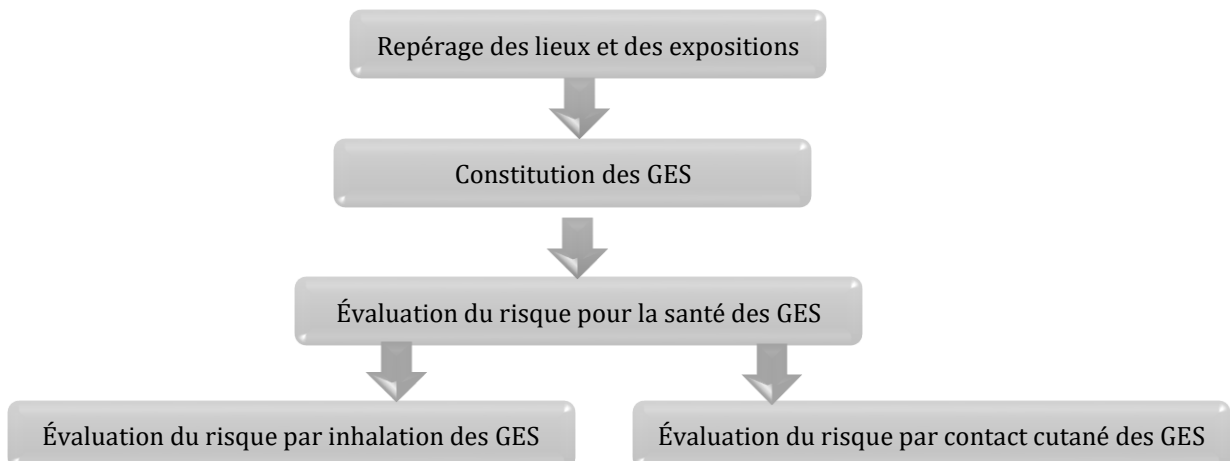 Repérage des lieux et des expositions
Constitution des GES
Évaluation du risque pour la santé des GES
Évaluation du risque par inhalation des GES
Évaluation du risque par contact cutané des GES